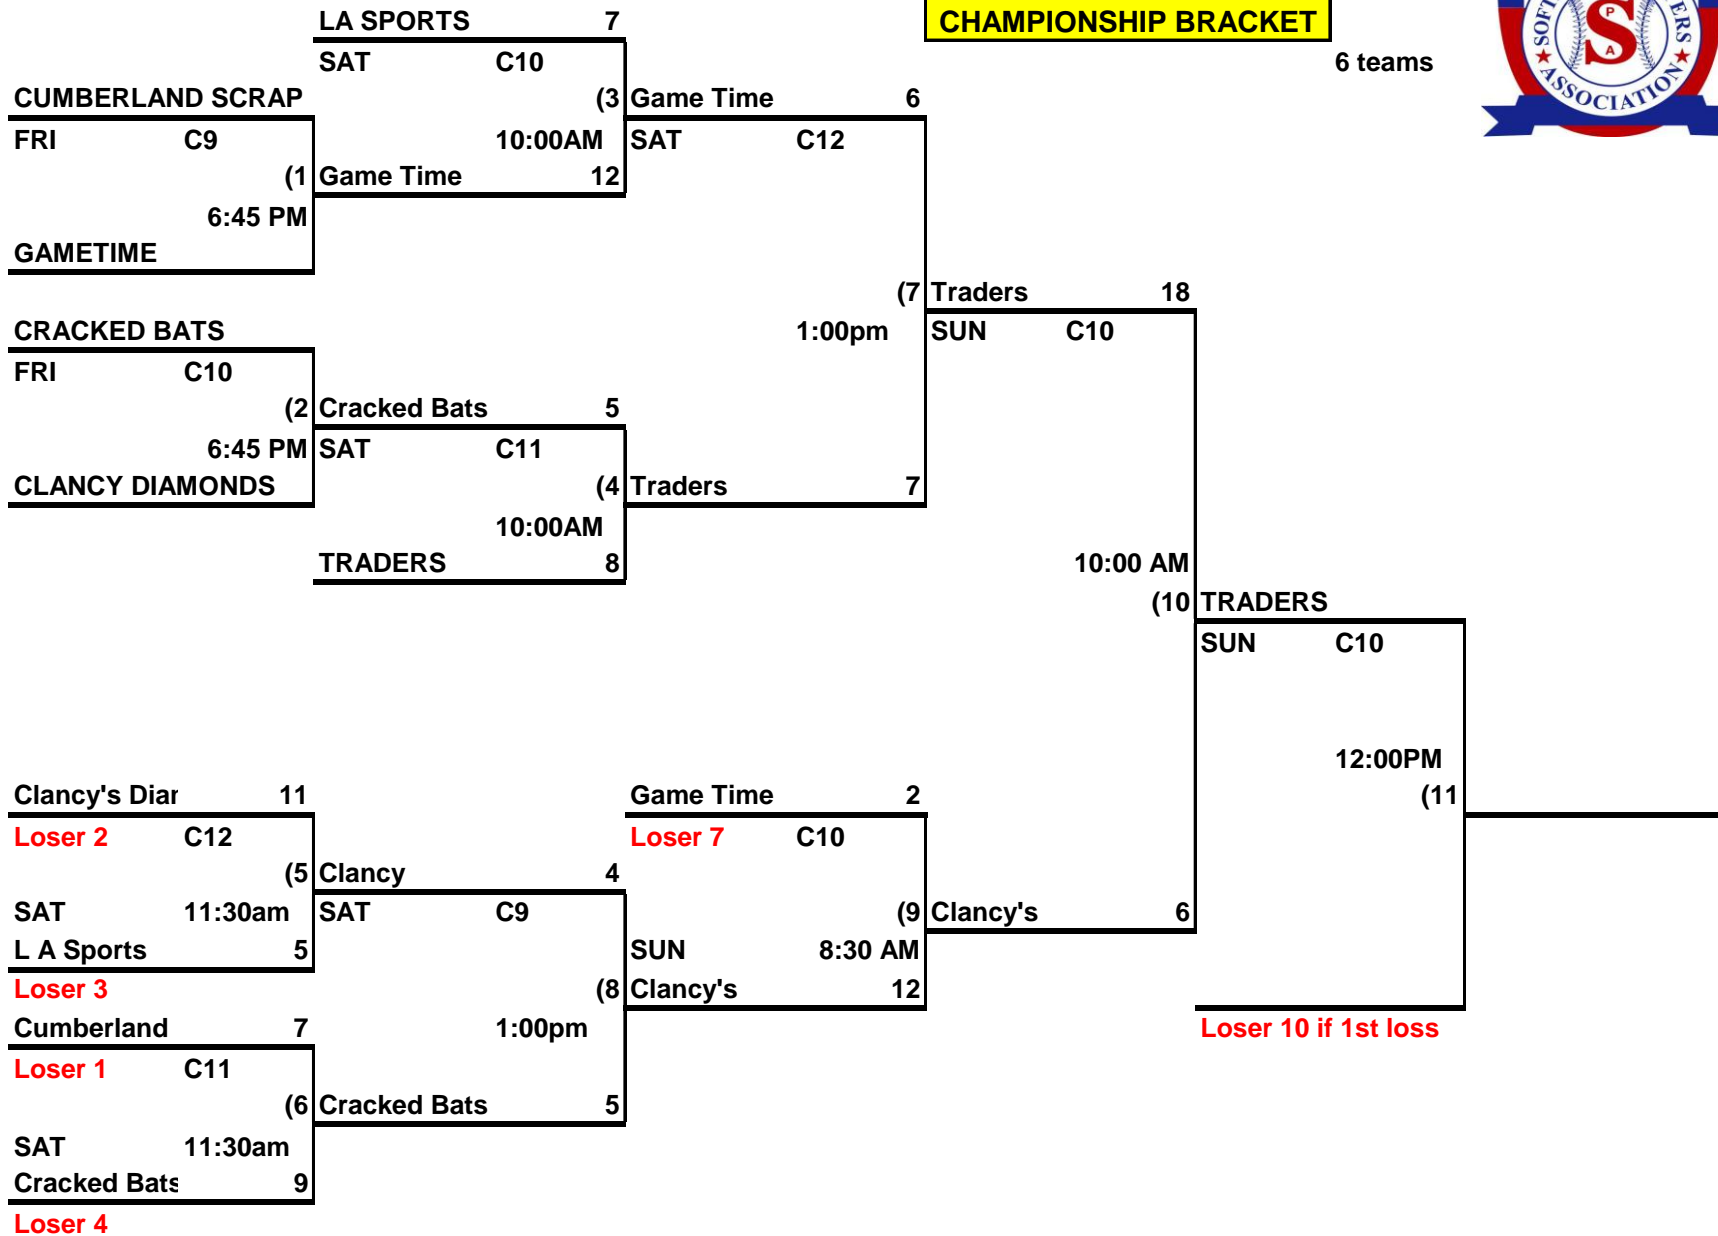 LA SPORTS 7 CHAMPIONSHIP BRACKET
SAT C10 6 teams
SOFT ERS
S P A
ASSOCIATION
CUMBERLAND SCRAP (3 Game Time 6
FRI C9 10:00AM SAT C12
(1 Game Time 12
6:45 PM
GAMETIME
(7 Traders 18
CRACKED BATS 1:00pm SUN C10
FRI C10
(2 Cracked Bats 5
6:45 PM SAT C11
CLANCY DIAMONDS (4 Traders 7
10:00AM
TRADERS 8 10:00 AM
(10 TRADERS
SUN C10
12:00PM
Clancy's Diar 11 Game Time 2 (11
Loser 2 C12 Loser 7 C10
(5 Clancy 4
SAT 11:30am SAT C9 (9 Clancy's 6
L A Sports 5 SUN 8:30 AM
Loser 3 (8 Clancy's 12
Cumberland 7 1:00pm Loser 10 if 1st loss
Loser 1 C11
(6 Cracked Bats 5
SAT 11:30am
Cracked Bats 9
Loser 4